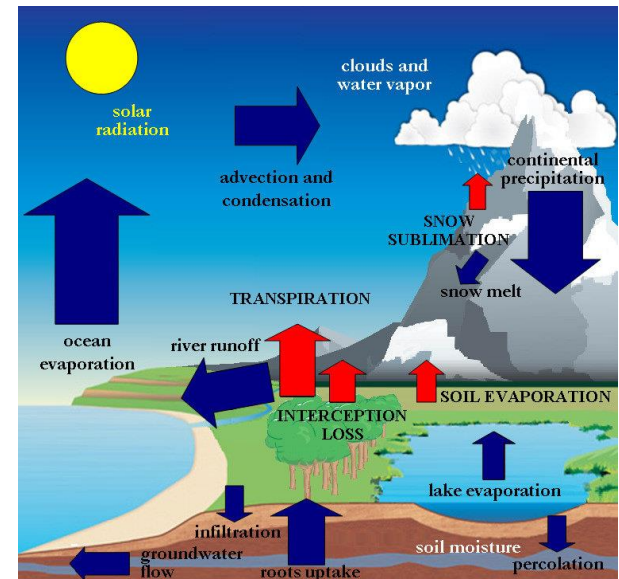 solar
radiation
clouds and
water vapor
advection and
condensation
continental
precipitation
SNOW
SUBLIMATION
snow melt
TRANSPIRATION
ocean
evaporation
river runoff
INTERCEPTION
LOSS
SOIL EVAPORATION
lake evaporation
infiltration
groundwater
flow
roots uptake
soil moisture
percolation